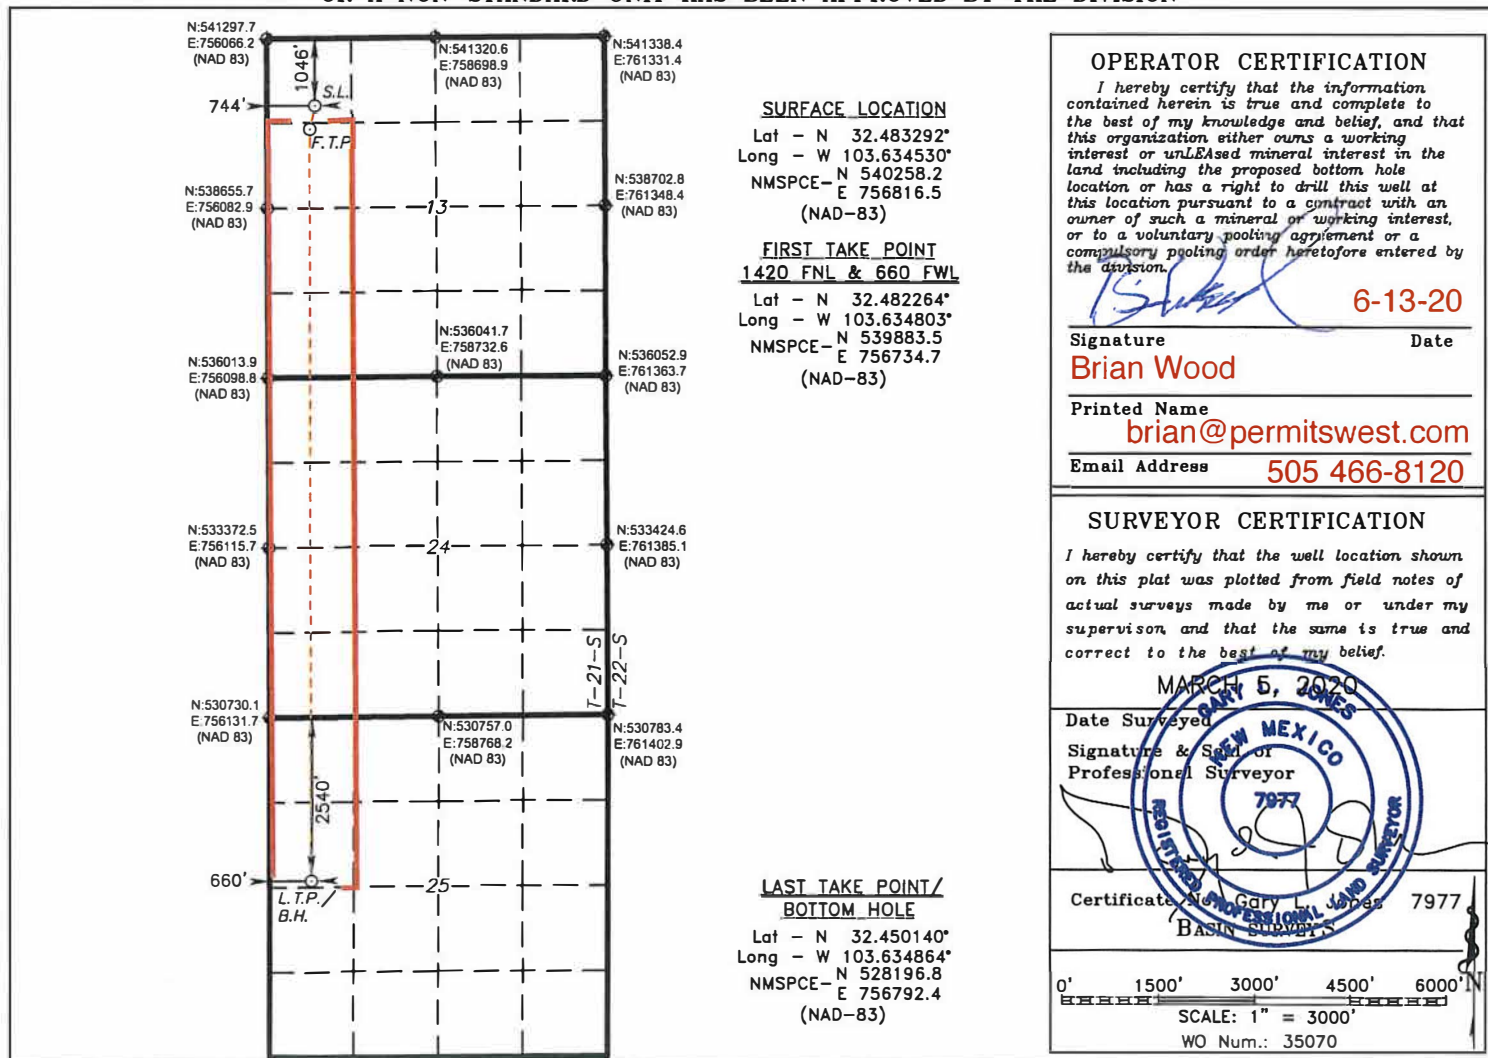 N:541297.7
E:756066.2
(NAD 83)
N:541320.6
E:758698.9
(NAD 83)
N:541338.4
E:761331.4
(NAD 83)
1046'
744'
S.L.
F.T.P
N:538655.7
E:756082.9
(NAD 83)
13
N:538702.8
E:761348.4
(NAD 83)
N:536013.9
E:756098.8
(NAD 83)
N:536041.7
E:758732.6
(NAD 83)
N:536052.9
E:761363.7
(NAD 83)
N:533372.5
E:756115.7
(NAD 83)
24
N:533424.6
E:761385.1
(NAD 83)
T-21-S
T-22-S
N:530730.1
E:756131.7
(NAD 83)
N:530757.0
E:758768.2
(NAD 83)
N:530783.4
E:761402.9
(NAD 83)
2540'
660'
L.T.P./
B.H.
25
SURFACE LOCATION
Lat - N 32.483292°
Long - W 103.634530°
NMSPCE- N 540258.2
E 756816.5
(NAD-83)
FIRST TAKE POINT
1420 FNL & 660 FWL
Lat - N 32.482264°
Long - W 103.634803°
NMSPCE- N 539883.5
E 756734.7
(NAD-83)
LAST TAKE POINT/
BOTTOM HOLE
Lat - N 32.450140°
Long - W 103.634864°
NMSPCE- N 528196.8
E 756792.4
(NAD-83)
OPERATOR CERTIFICATION
I hereby certify that the information
contained herein is true and complete to
the best of my knowledge and belief, and that
this organization either owns a working
interest or unLEAsed mineral interest in the
land including the proposed bottom hole
location or has a right to drill this well at
this location pursuant to a contract with an
owner of such a mineral or working interest,
or to a voluntary pooling agreement or a
compulsory pooling order heretofore entered by
the division.
6-13-20
Signature Date
Brian Wood
Printed Name
brian@permitswest.com
Email Address 505 466-8120
SURVEYOR CERTIFICATION
I hereby certify that the well location shown
on this plat was plotted from field notes of
actual surveys made by me or under my
supervison, and that the same is true and
correct to the best of my belief.
MARCH 5, 2020
Date Surveyed
Signature & Seal of
Professional Surveyor
GARY L. JONES
NEW MEXICO
7977
REGISTERED PROFESSIONAL LAND SURVEYOR
Certificate No. Gary L. Jones 7977
BASIN SURVEYS
0' 1500' 3000' 4500' 6000'
N
SCALE: 1" = 3000'
WO Num.: 35070